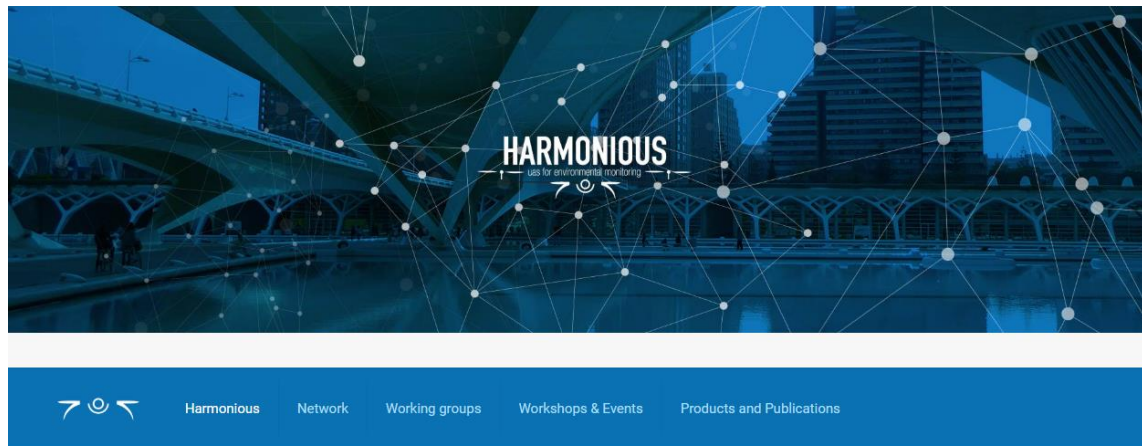 HARMONIOUS
uas for environmental monitoring
Harmonious Network Working groups Workshops & Events Products and Publications